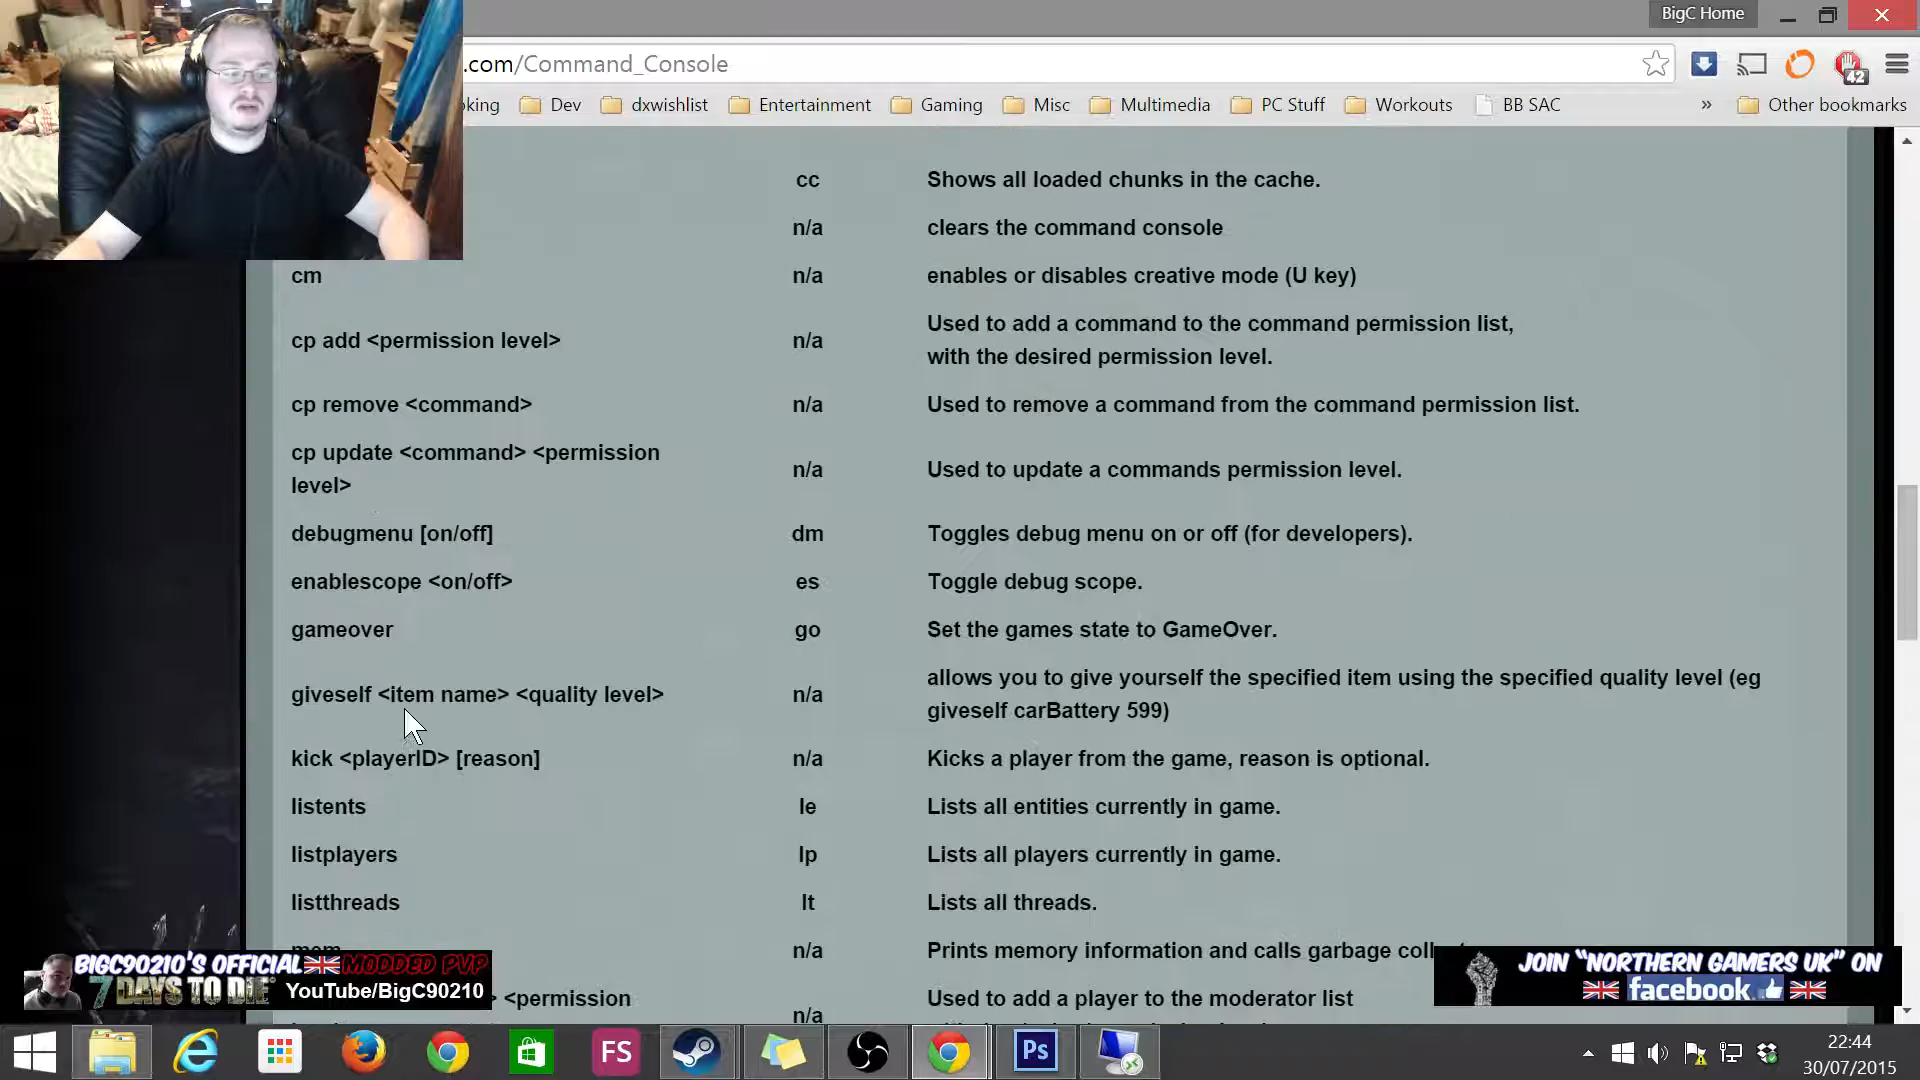 BigC Home
.com/Command_Console
42
king Dev dxwishlist Entertainment Gaming Misc Multimedia PC Stuff Workouts BB SAC » Other bookmarks
cc Shows all loaded chunks in the cache.
n/a clears the command console
cm n/a enables or disables creative mode (U key)
cp add <permission level> n/a Used to add a command to the command permission list,
with the desired permission level.
cp remove <command> n/a Used to remove a command from the command permission list.
cp update <command> <permission
level> n/a Used to update a commands permission level.
debugmenu [on/off] dm Toggles debug menu on or off (for developers).
enablescope <on/off> es Toggle debug scope.
gameover go Set the games state to GameOver.
giveself <item name> <quality level> n/a allows you to give yourself the specified item using the specified quality level (eg
giveself carBattery 599)
kick <playerID> [reason] n/a Kicks a player from the game, reason is optional.
listents le Lists all entities currently in game.
listplayers lp Lists all players currently in game.
listthreads lt Lists all threads.
mem n/a Prints memory information and calls garbage
<permission n/a Used to add a player to the moderator list
BIGC90210'S OFFICIAL MODDED PVP
7 DAYS TO DIE YouTube/BigC90210
JOIN "NORTHERN GAMERS UK" ON
facebook
FS
Ps
22:44
30/07/2015